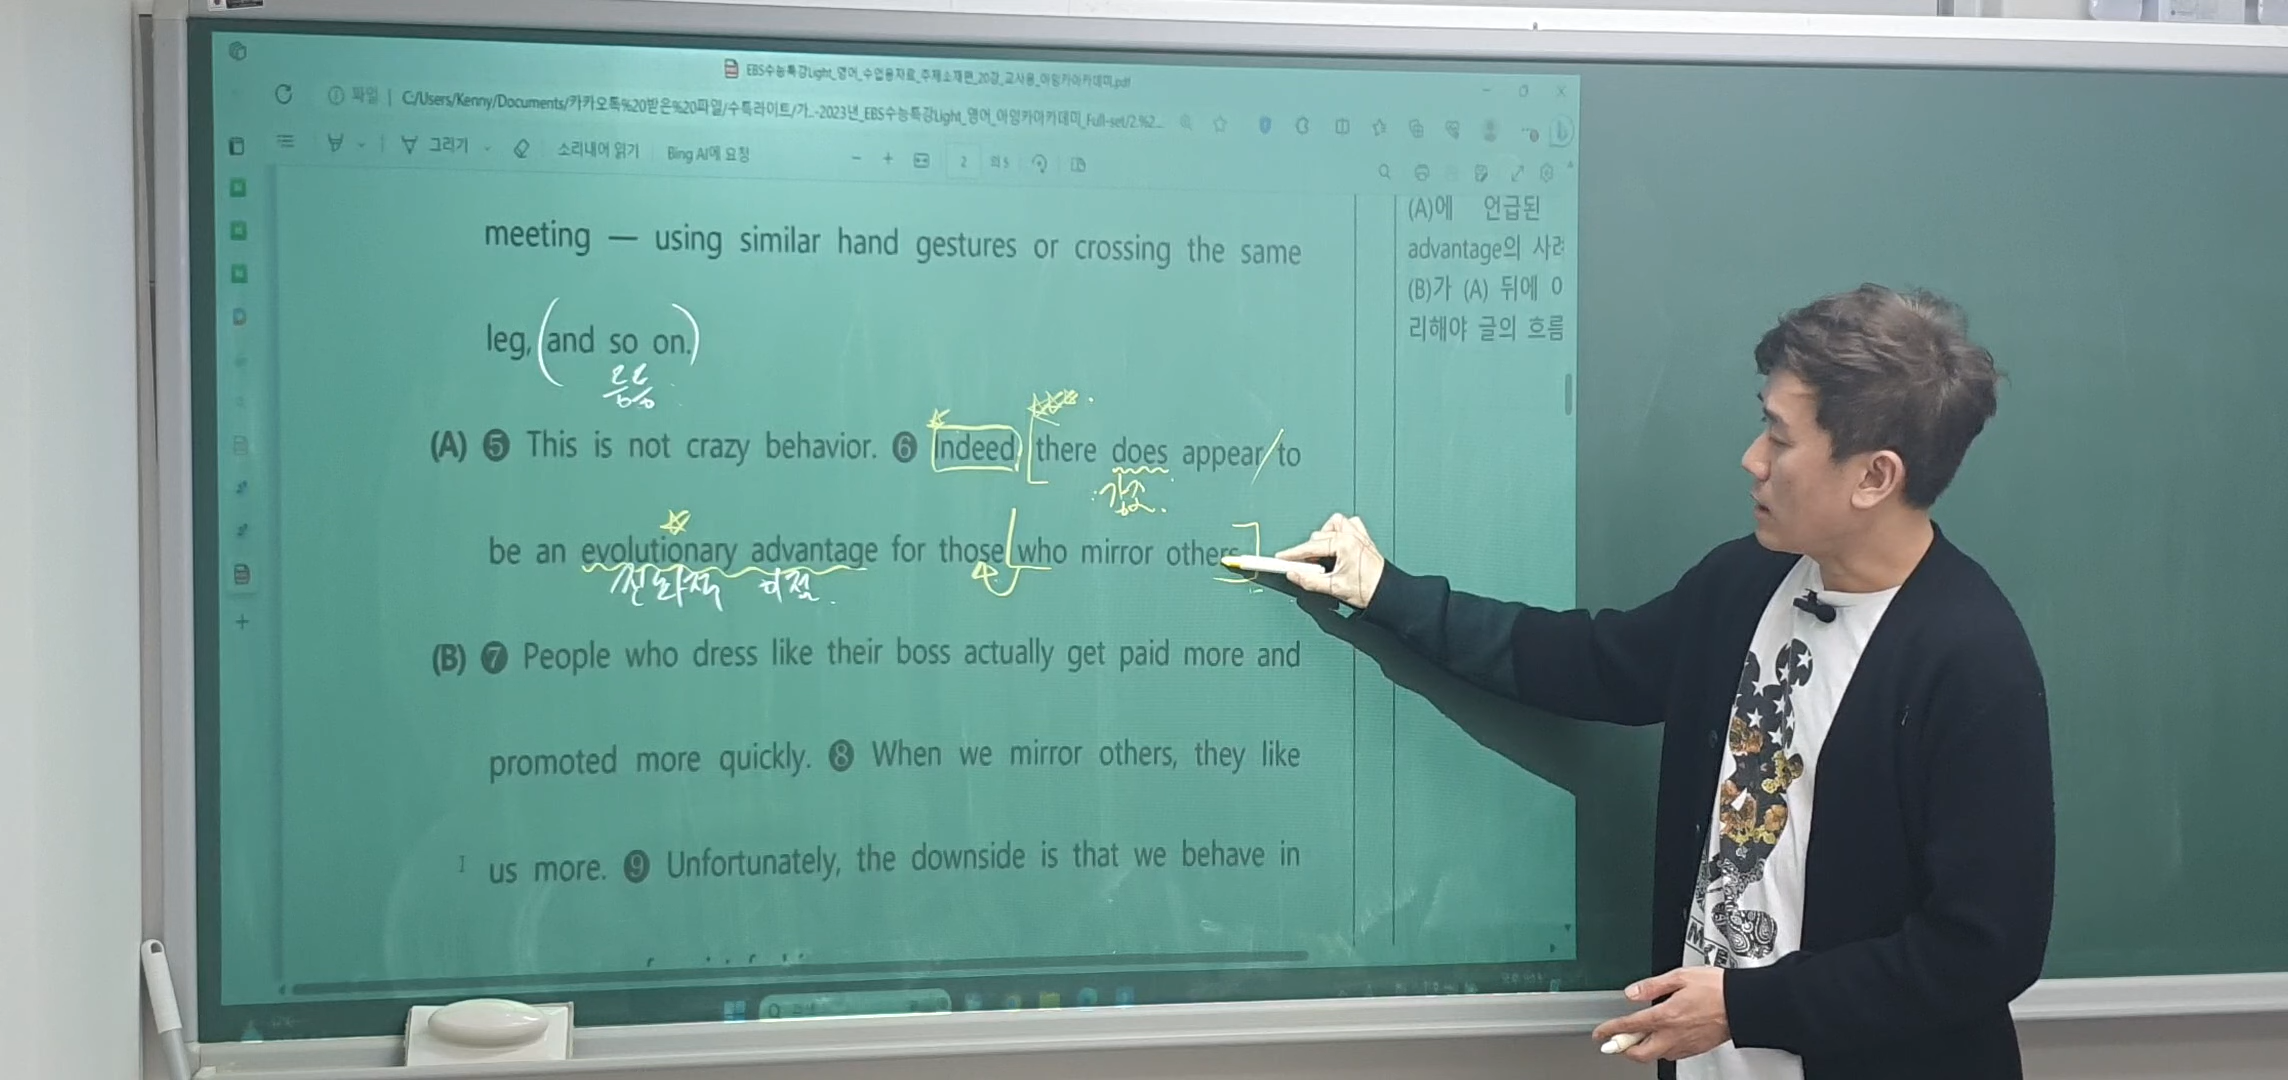 EBS수능특강Light_영어_수업용자료_주제소재편_20강_교사용_아잉카아카데미.pdf
파일 | C:/Users/Kenny/Documents/카카오톡%20받은%20파일/수특라이트/가..-2023년_EBS수능특강Light_영어_아잉카아카데미_Full-set/2.%2...
그리기 소리내어 읽기 Bing AI에 요청 − + 2 의 5
meeting — using similar hand gestures or crossing the same
leg, (and so on.)
등등
(A) ❺ This is not crazy behavior. ❻ Indeed, there does appear / to
강조.
be an evolutionary advantage for those who mirror others.
진화적 이점.
(B) ❼ People who dress like their boss actually get paid more and
promoted more quickly. ❽ When we mirror others, they like
us more. ❾ Unfortunately, the downside is that we behave in
(A)에 언급된
advantage의 사례
(B)가 (A) 뒤에
리해야 글의 흐름